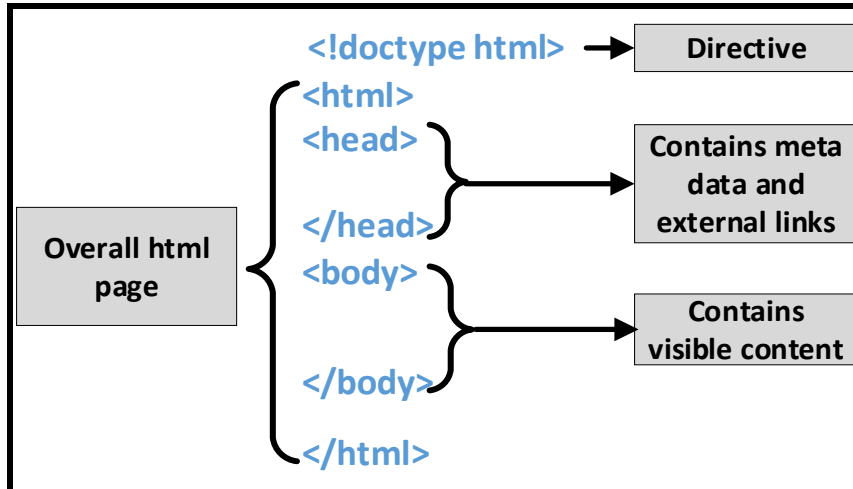 <!doctype html>
Directive
<html>
<head>
Contains meta
data and
external links
</head>
Overall html
page
<body>
Contains
visible content
</body>
</html>